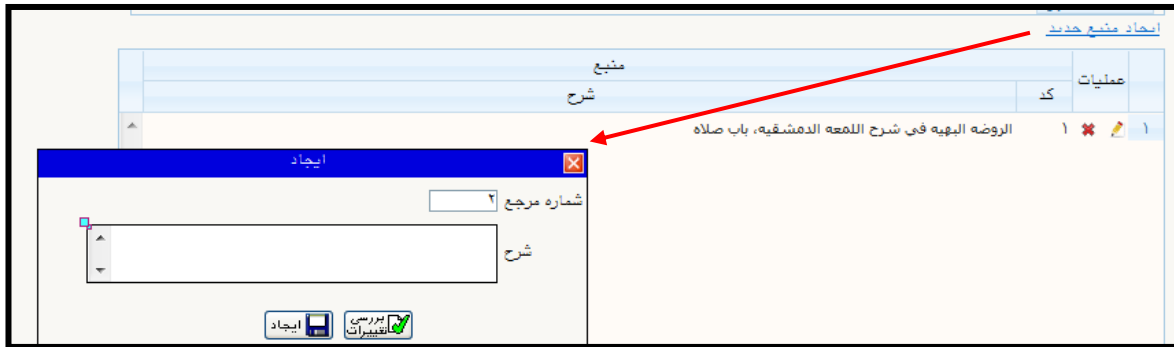 ایجاد منبع جدید
منبع
عملیات
کد
شرح
۱
۱
الروضه البهیه في شرح اللمعه الدمشقیه، باب صلاه
ایجاد
شماره مرجع ۲
شرح
بررسی تغییرات
ایجاد